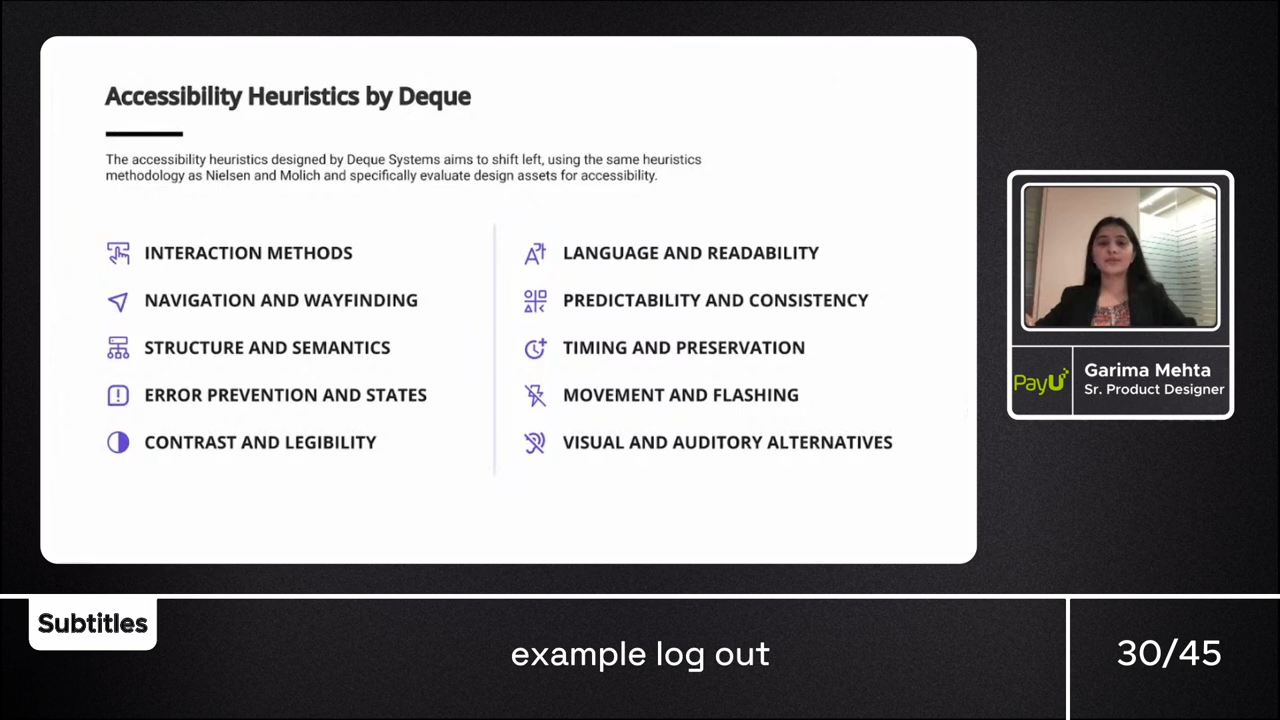 Accessibility Heuristics by Deque
The accessibility heuristics designed by Deque Systems aims to shift left, using the same heuristics
methodology as Nielsen and Molich and specifically evaluate design assets for accessibility.
INTERACTION METHODS
NAVIGATION AND WAYFINDING
STRUCTURE AND SEMANTICS
ERROR PREVENTION AND STATES
CONTRAST AND LEGIBILITY
LANGUAGE AND READABILITY
PREDICTABILITY AND CONSISTENCY
TIMING AND PRESERVATION
MOVEMENT AND FLASHING
VISUAL AND AUDITORY ALTERNATIVES
PayU
Garima Mehta
Sr. Product Designer
Subtitles
example log out
30/45